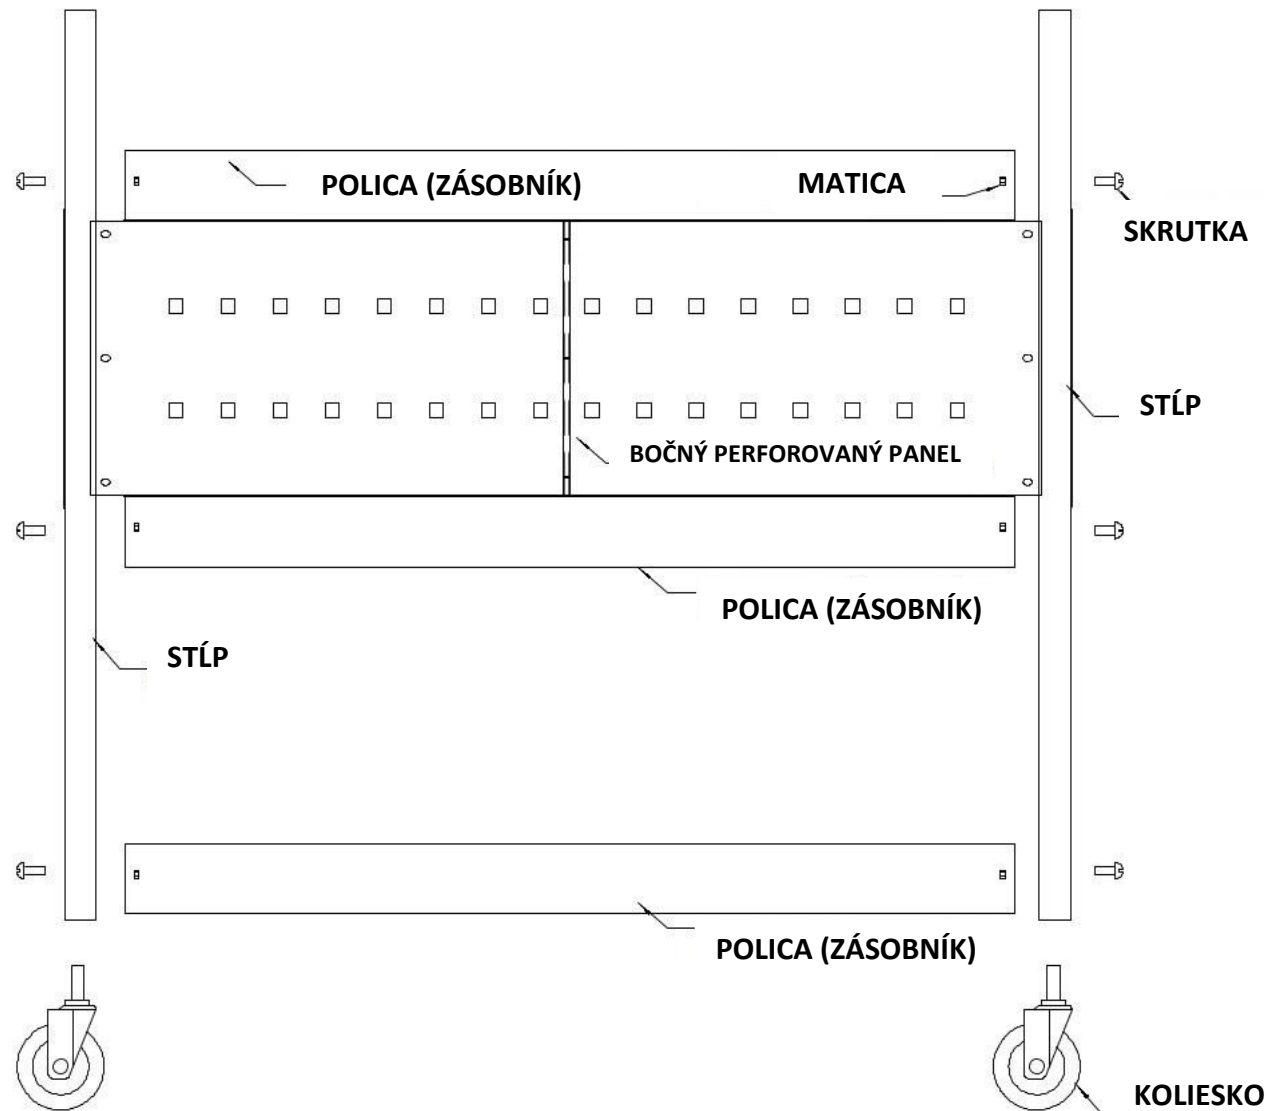 POLICA (ZÁSOBNÍK)
MATICA
SKRUTKA
STĹP
BOČNÝ PERFOROVANÝ PANEL
POLICA (ZÁSOBNÍK)
STĹP
POLICA (ZÁSOBNÍK)
KOLIESKO